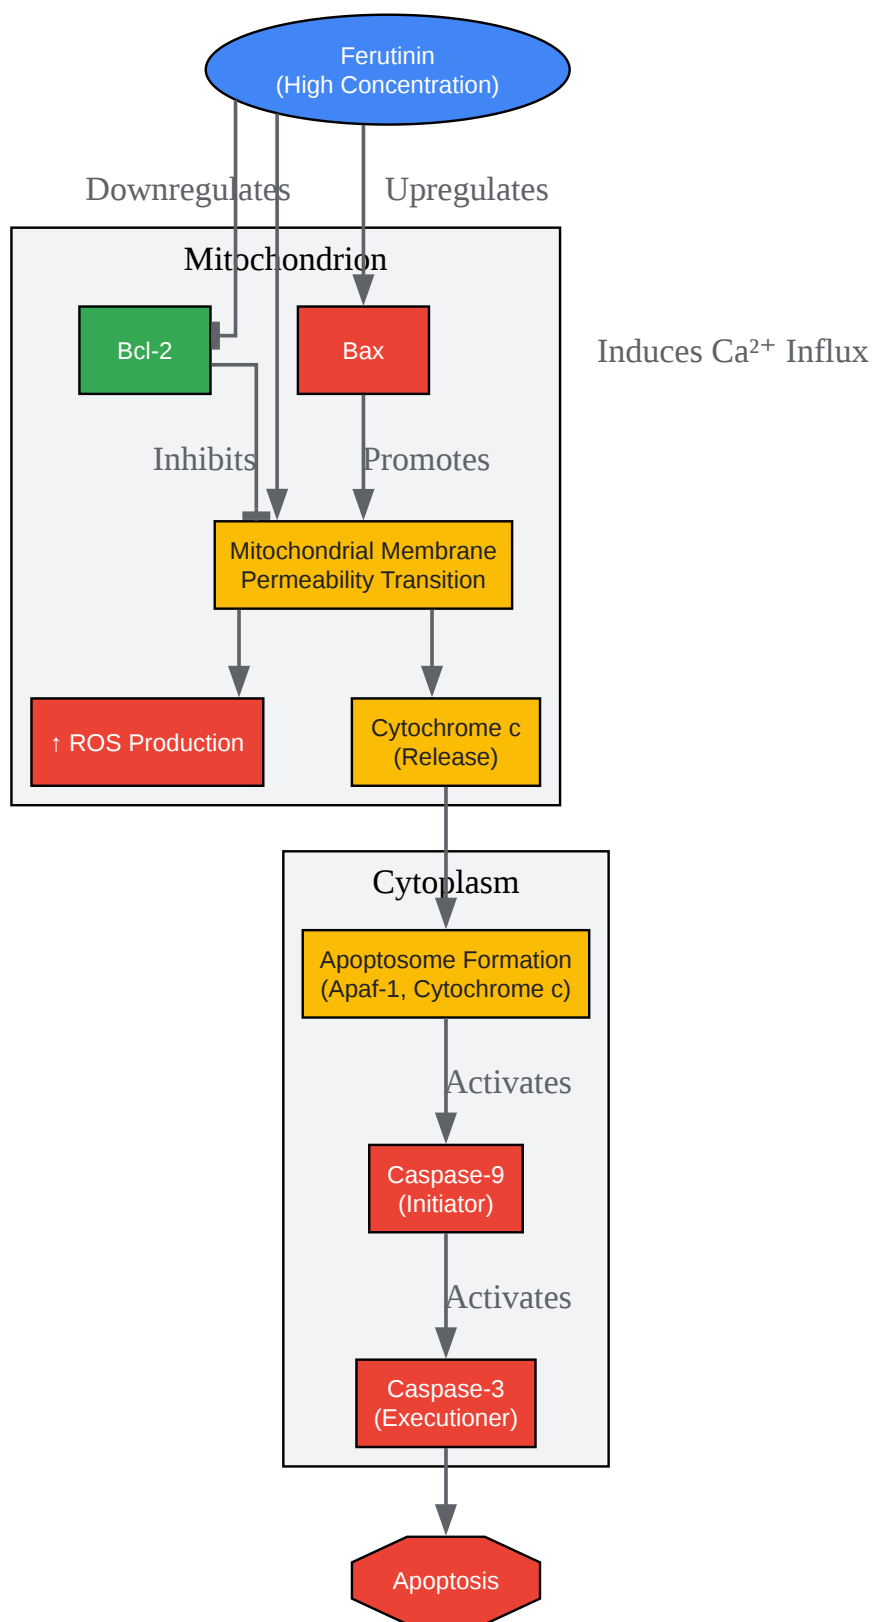 Ferutinin
(High Concentration)
Downregulates
Upregulates
Mitochondrion
Bcl-2
Bax
Induces Ca²⁺ Influx
Inhibits
Promotes
Mitochondrial Membrane
Permeability Transition
↑ ROS Production
Cytochrome c
(Release)
Cytoplasm
Apoptosome Formation
(Apaf-1, Cytochrome c)
Activates
Caspase-9
(Initiator)
Activates
Caspase-3
(Executioner)
Apoptosis